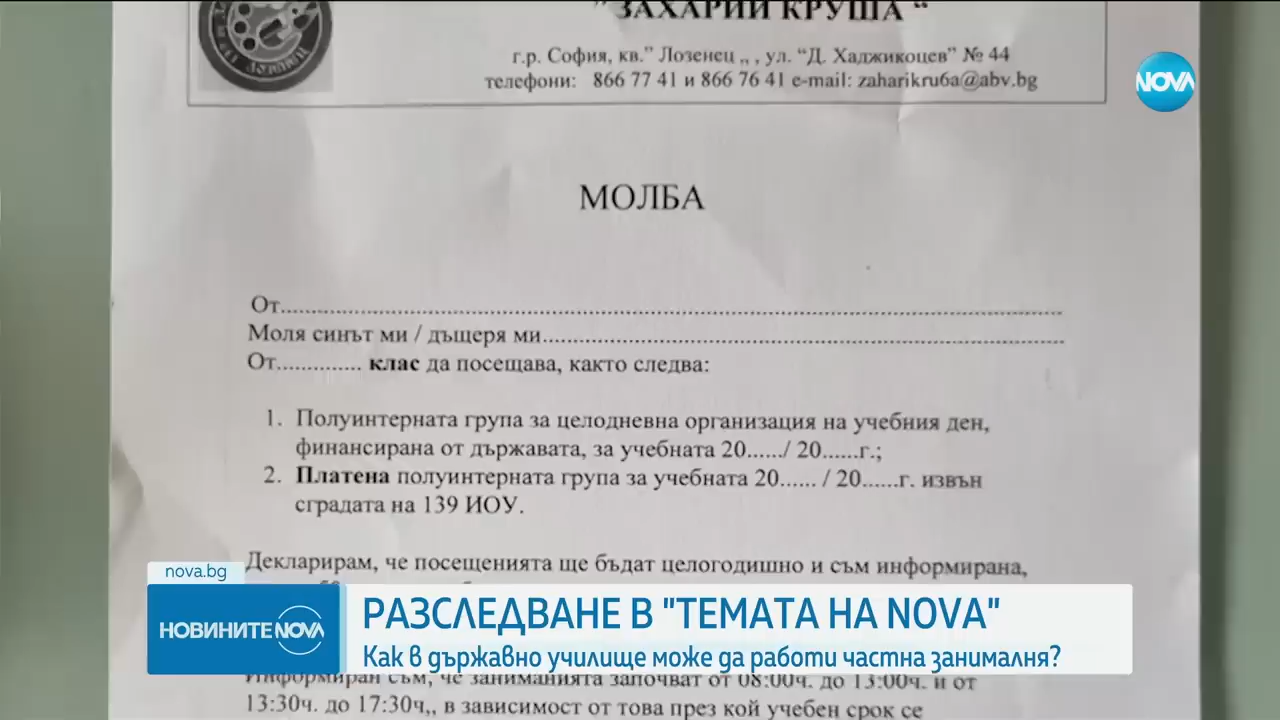 " ЗАХАРИЙ КРУША "
г.р. София, кв." Лозенец „ , ул. "Д. Хаджикоцев" № 44
телефони: 866 77 41 и 866 76 41 e-mail: zaharikru6a@abv.bg
NOVA
МОЛБА
От
Моля синът ми / дъщеря ми
От.............. клас да посещава, както следва:
1. Полуинтерната група за целодневна организация на учебния ден,
финансирана от държавата, за учебната 20....../ 20......г.;
2. Платена полуинтерната група за учебната 20...... / 20......г. извън
сградата на 139 ИОУ.
Декларирам, че посещенията ще бъдат целогодишно и съм информирана,
nova.bg
НОВИНИТЕ NOVA
РАЗСЛЕДВАНЕ В "ТЕМАТА НА NOVA"
Как в държавно училище може да работи частна занималня?
Информиран съм, че заниманията започват от 08:00ч. до 13:00ч. и от
13:30ч. до 17:30ч,, в зависимост от това през кой учебен срок се